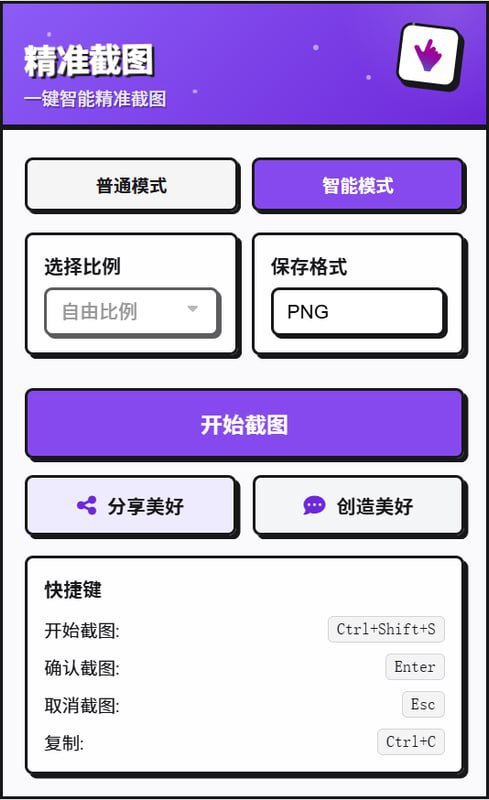 精准截图
一键智能精准截图
普通模式 智能模式
选择比例 保存格式
自由比例 PNG
开始截图
分享美好 创造美好
快捷键
开始截图: Ctrl+Shift+S
确认截图: Enter
取消截图: Esc
复制: Ctrl+C